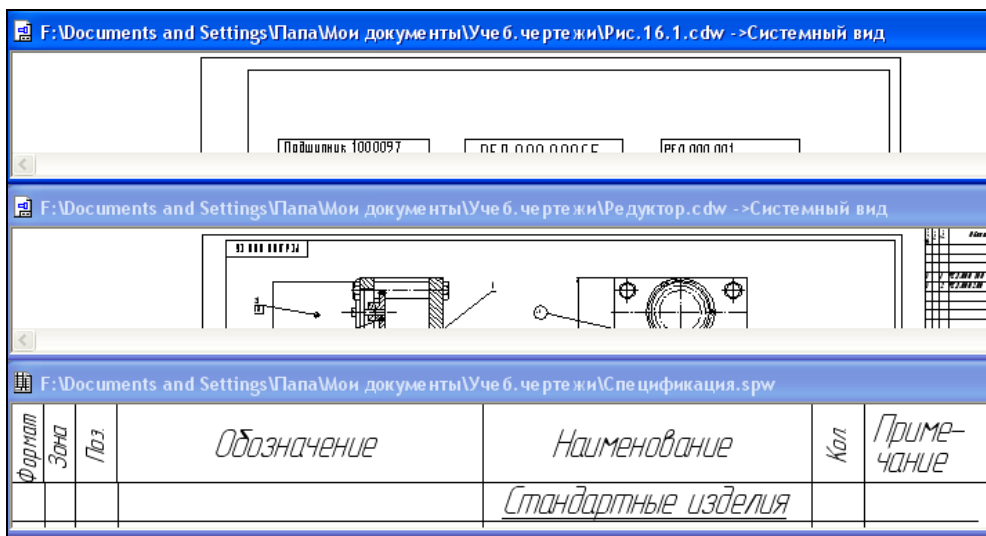 F:\Documents and Settings\Папа\Мои документы\Учеб.чертежи\Рис.16.1.cdw ->Системный вид
Подшипник 1000097
F:\Documents and Settings\Папа\Мои документы\Учеб.чертежи\Редуктор.cdw ->Системный вид
F:\Documents and Settings\Папа\Мои документы\Учеб.чертежи\Спецификация.spw
Формат
Зона
Поз.
Обозначение
Наименование
Кол.
Приме-
чание
Стандартные изделия